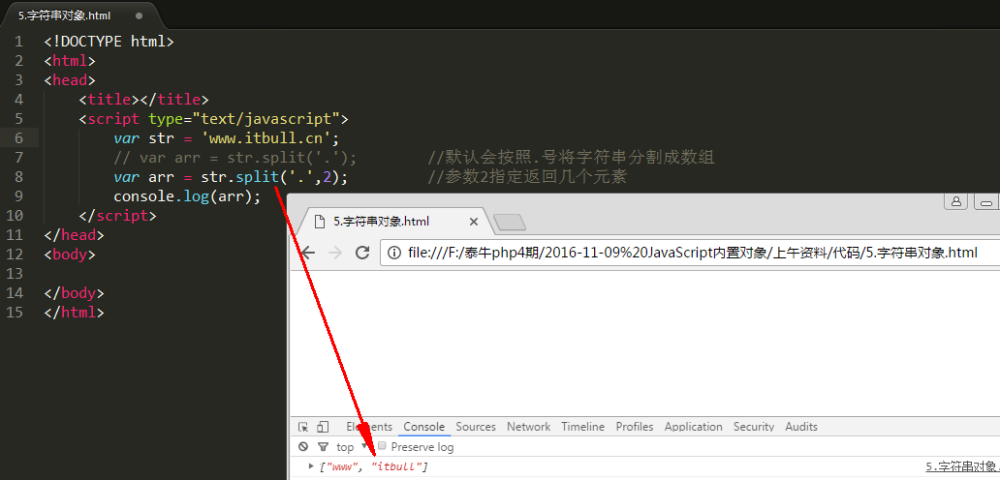 5.字符串对象.html
1 <!DOCTYPE html>
2 <html>
3 <head>
4 <title></title>
5 <script type="text/javascript">
6 var str = 'www.itbull.cn';
7 // var arr = str.split('.'); //默认会按照.号将字符串分割成数组
8 var arr = str.split('.',2); //参数2指定返回几个元素
9 console.log(arr);
10 </script>
11 </head>
12 <body>
13
14 </body>
15 </html>
5.字符串对象.html
file:///F:/泰牛php4期/2016-11-09%20JavaScript内置对象/上午资料/代码/5.字符串对象.html
Elements Console Sources Network Timeline Profiles Application Security Audits
top Preserve log
["www", "itbull"] 5.字符串对象